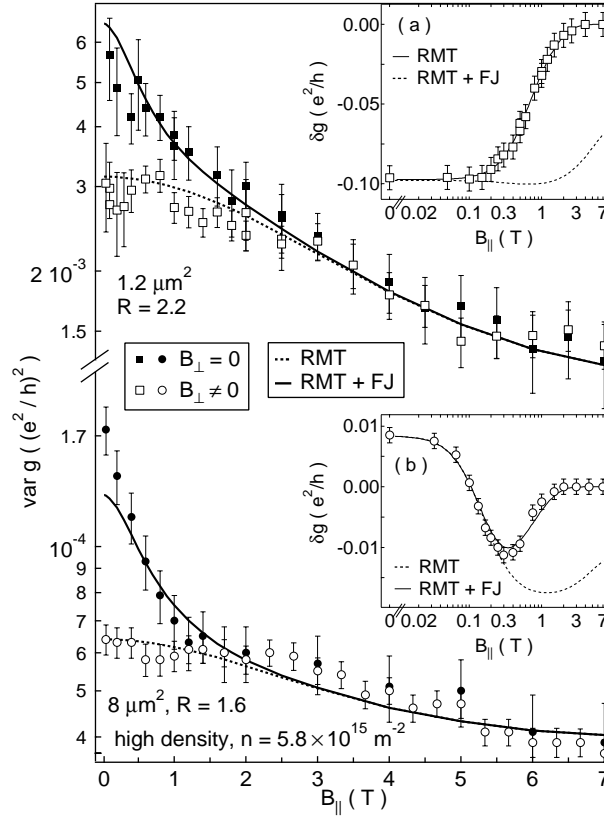 6
5
4
3
2 10⁻³
1.5
1.2 μm²
R = 2.2
( a )
RMT
RMT + FJ
0.00
-0.05
-0.10
δg ( e²/h )
0 0.02 0.1 0.3 1 3 7
B|| ( T )
B⊥ = 0
B⊥ ≠ 0
RMT
RMT + FJ
var g ( (e² / h)² )
1.7
10⁻⁴
9
8
7
6
5
4
( b )
RMT
RMT + FJ
0.01
0.00
-0.01
δg ( e²/h )
0 0.02 0.1 0.3 1 3 7
B|| ( T )
8 μm², R = 1.6
high density, n = 5.8 × 10¹⁵ m⁻²
0 1 2 3 4 5 6 7
B|| ( T )